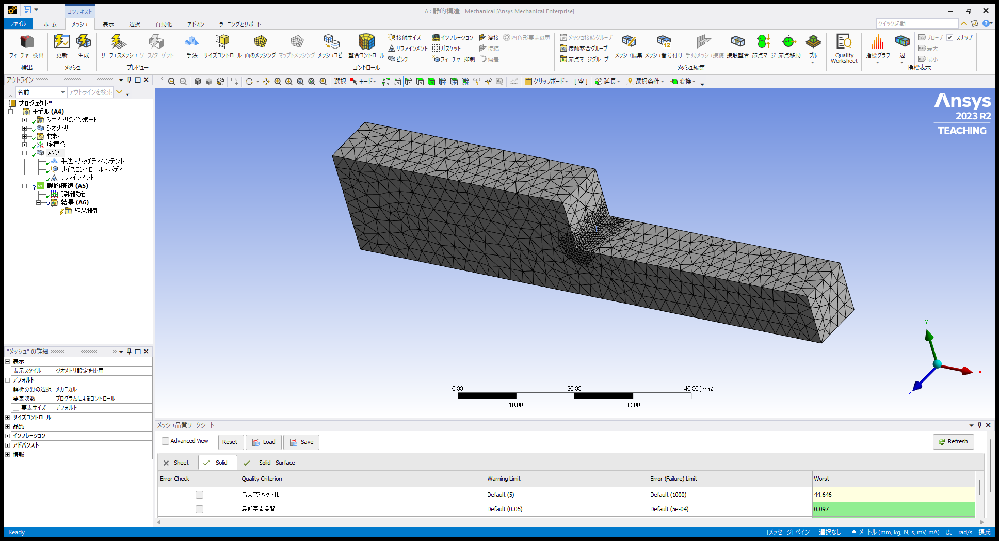 コンテキスト
A : 静的構造 - Mechanical [Ansys Mechanical Enterprise]
ファイル ホーム メッシュ 表示 選択 自動化 アドオン ラーニングとサポート
クイック起動
フィーチャー検出 更新 生成 サーフェスメッシュ ソース/ターゲット 手法 サイズコントロール 面のメッシング マップトメッシング メッシュコピー 整合コントロール
接触サイズ インフレーション 溶接 四角形要素の層
リファインメント ガスケット 接続
ピンチ フィーチャー抑制 偏差
メッシュ接続グループ
接触整合グループ
節点マージグループ
メッシュ編集 メッシュ番号付け 手動メッシュ接続 接触整合 節点マージ 節点移動 プル Quality Worksheet 指標グラフ 辺
プローブ スナップ
最大
最小
検出 メッシュ プレビュー コントロール メッシュ編集 指標表示
アウトライン
選択 モード クリップボード [ 空 ] 延長 選択条件 変換
名前 アウトラインを検索
プロジェクト*
モデル (A4)
ジオメトリのインポート
ジオメトリ
材料
座標系
メッシュ
手法 - パッチディペンデント
サイズコントロール - ボディ
リファインメント
静的構造 (A5)
解析設定
結果 (A6)
結果情報
Ansys
2023 R2
TEACHING
Y
X
Z
0.00 20.00 40.00 (mm)
10.00 30.00
"メッシュ" の詳細
表示
表示スタイル ジオメトリ設定を使用
デフォルト
解析分野の選択 メカニカル
要素次数 プログラムによるコントロール
要素サイズ デフォルト
サイズコントロール
品質
インフレーション
アドバンスト
情報
メッシュ品質ワークシート
Advanced View Reset Load Save Refresh
Sheet Solid Solid - Surface
Error Check Quality Criterion Warning Limit Error (Failure) Limit Worst
最大アスペクト比 Default (5) Default (1000) 44.646
最低要素品質 Default (0.05) Default (5e-04) 0.097
Ready
[メッセージ] ペイン 選択なし メートル (mm, kg, N, s, mV, mA) 度 rad/s 摂氏